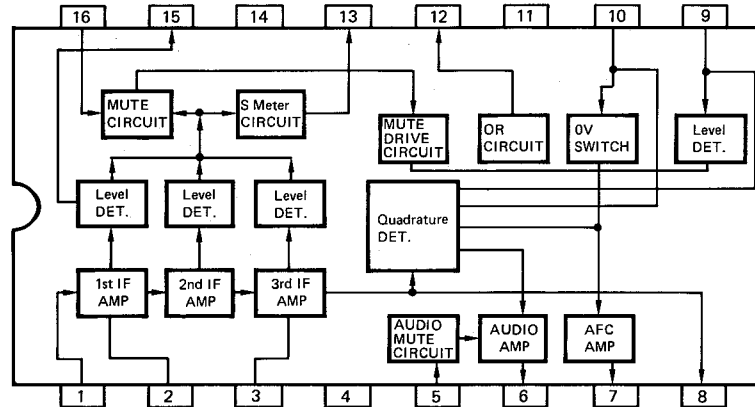 16 15 14 13 12 11 10 9
MUTE
CIRCUIT
S Meter
CIRCUIT
MUTE
DRIVE
CIRCUIT
OR
CIRCUIT
0V
SWITCH
Level
DET.
Level
DET.
Level
DET.
Level
DET.
Quadrature
DET.
1st IF
AMP
2nd IF
AMP
3rd IF
AMP
AUDIO
MUTE
CIRCUIT
AUDIO
AMP
AFC
AMP
1 2 3 4 5 6 7 8